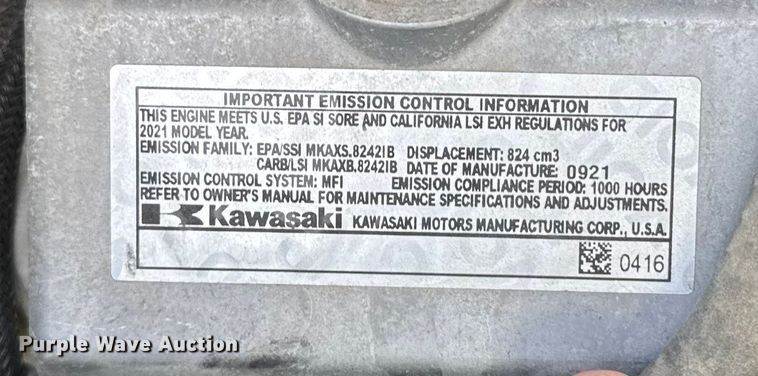 IMPORTANT EMISSION CONTROL INFORMATION
THIS ENGINE MEETS U.S. EPA SI SORE AND CALIFORNIA LSI EXH REGULATIONS FOR
2021 MODEL YEAR.
EMISSION FAMILY: EPA/SSI MKAXS.8242IB DISPLACEMENT: 824 cm3
CARB/LSI MKAXB.8242IB DATE OF MANUFACTURE: 0921
EMISSION CONTROL SYSTEM: MFI EMISSION COMPLIANCE PERIOD: 1000 HOURS
REFER TO OWNER'S MANUAL FOR MAINTENANCE SPECIFICATIONS AND ADJUSTMENTS.
Kawasaki KAWASAKI MOTORS MANUFACTURING CORP., U.S.A.
0416
Purple Wave Auction